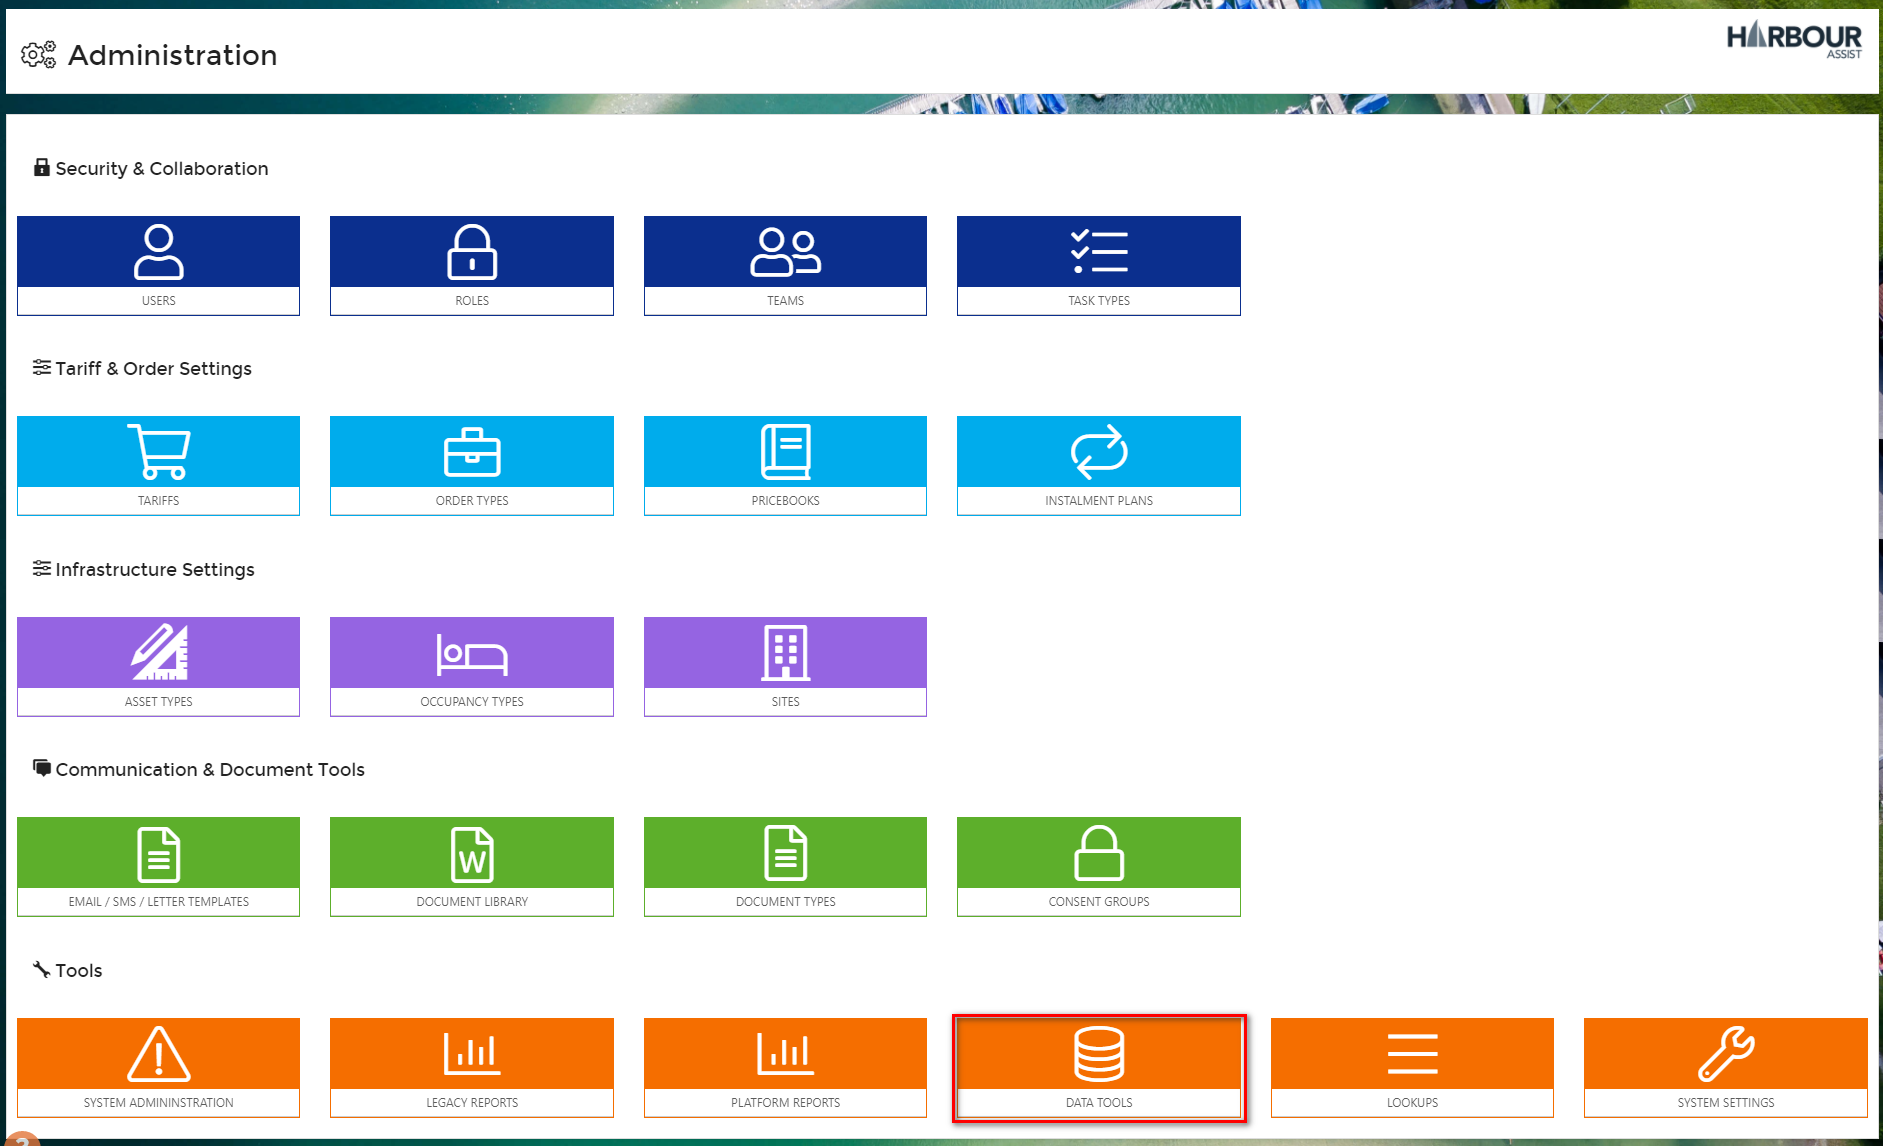 Administration
HARBOUR
ASSIST
Security & Collaboration
USERS
ROLES
TEAMS
TASK TYPES
Tariff & Order Settings
TARIFFS
ORDER TYPES
PRICEBOOKS
INSTALMENT PLANS
Infrastructure Settings
ASSET TYPES
OCCUPANCY TYPES
SITES
Communication & Document Tools
W
EMAIL / SMS / LETTER TEMPLATES
DOCUMENT LIBRARY
DOCUMENT TYPES
CONSENT GROUPS
Tools
SYSTEM ADMININSTRATION
LEGACY REPORTS
PLATFORM REPORTS
DATA TOOLS
LOOKUPS
SYSTEM SETTINGS
?